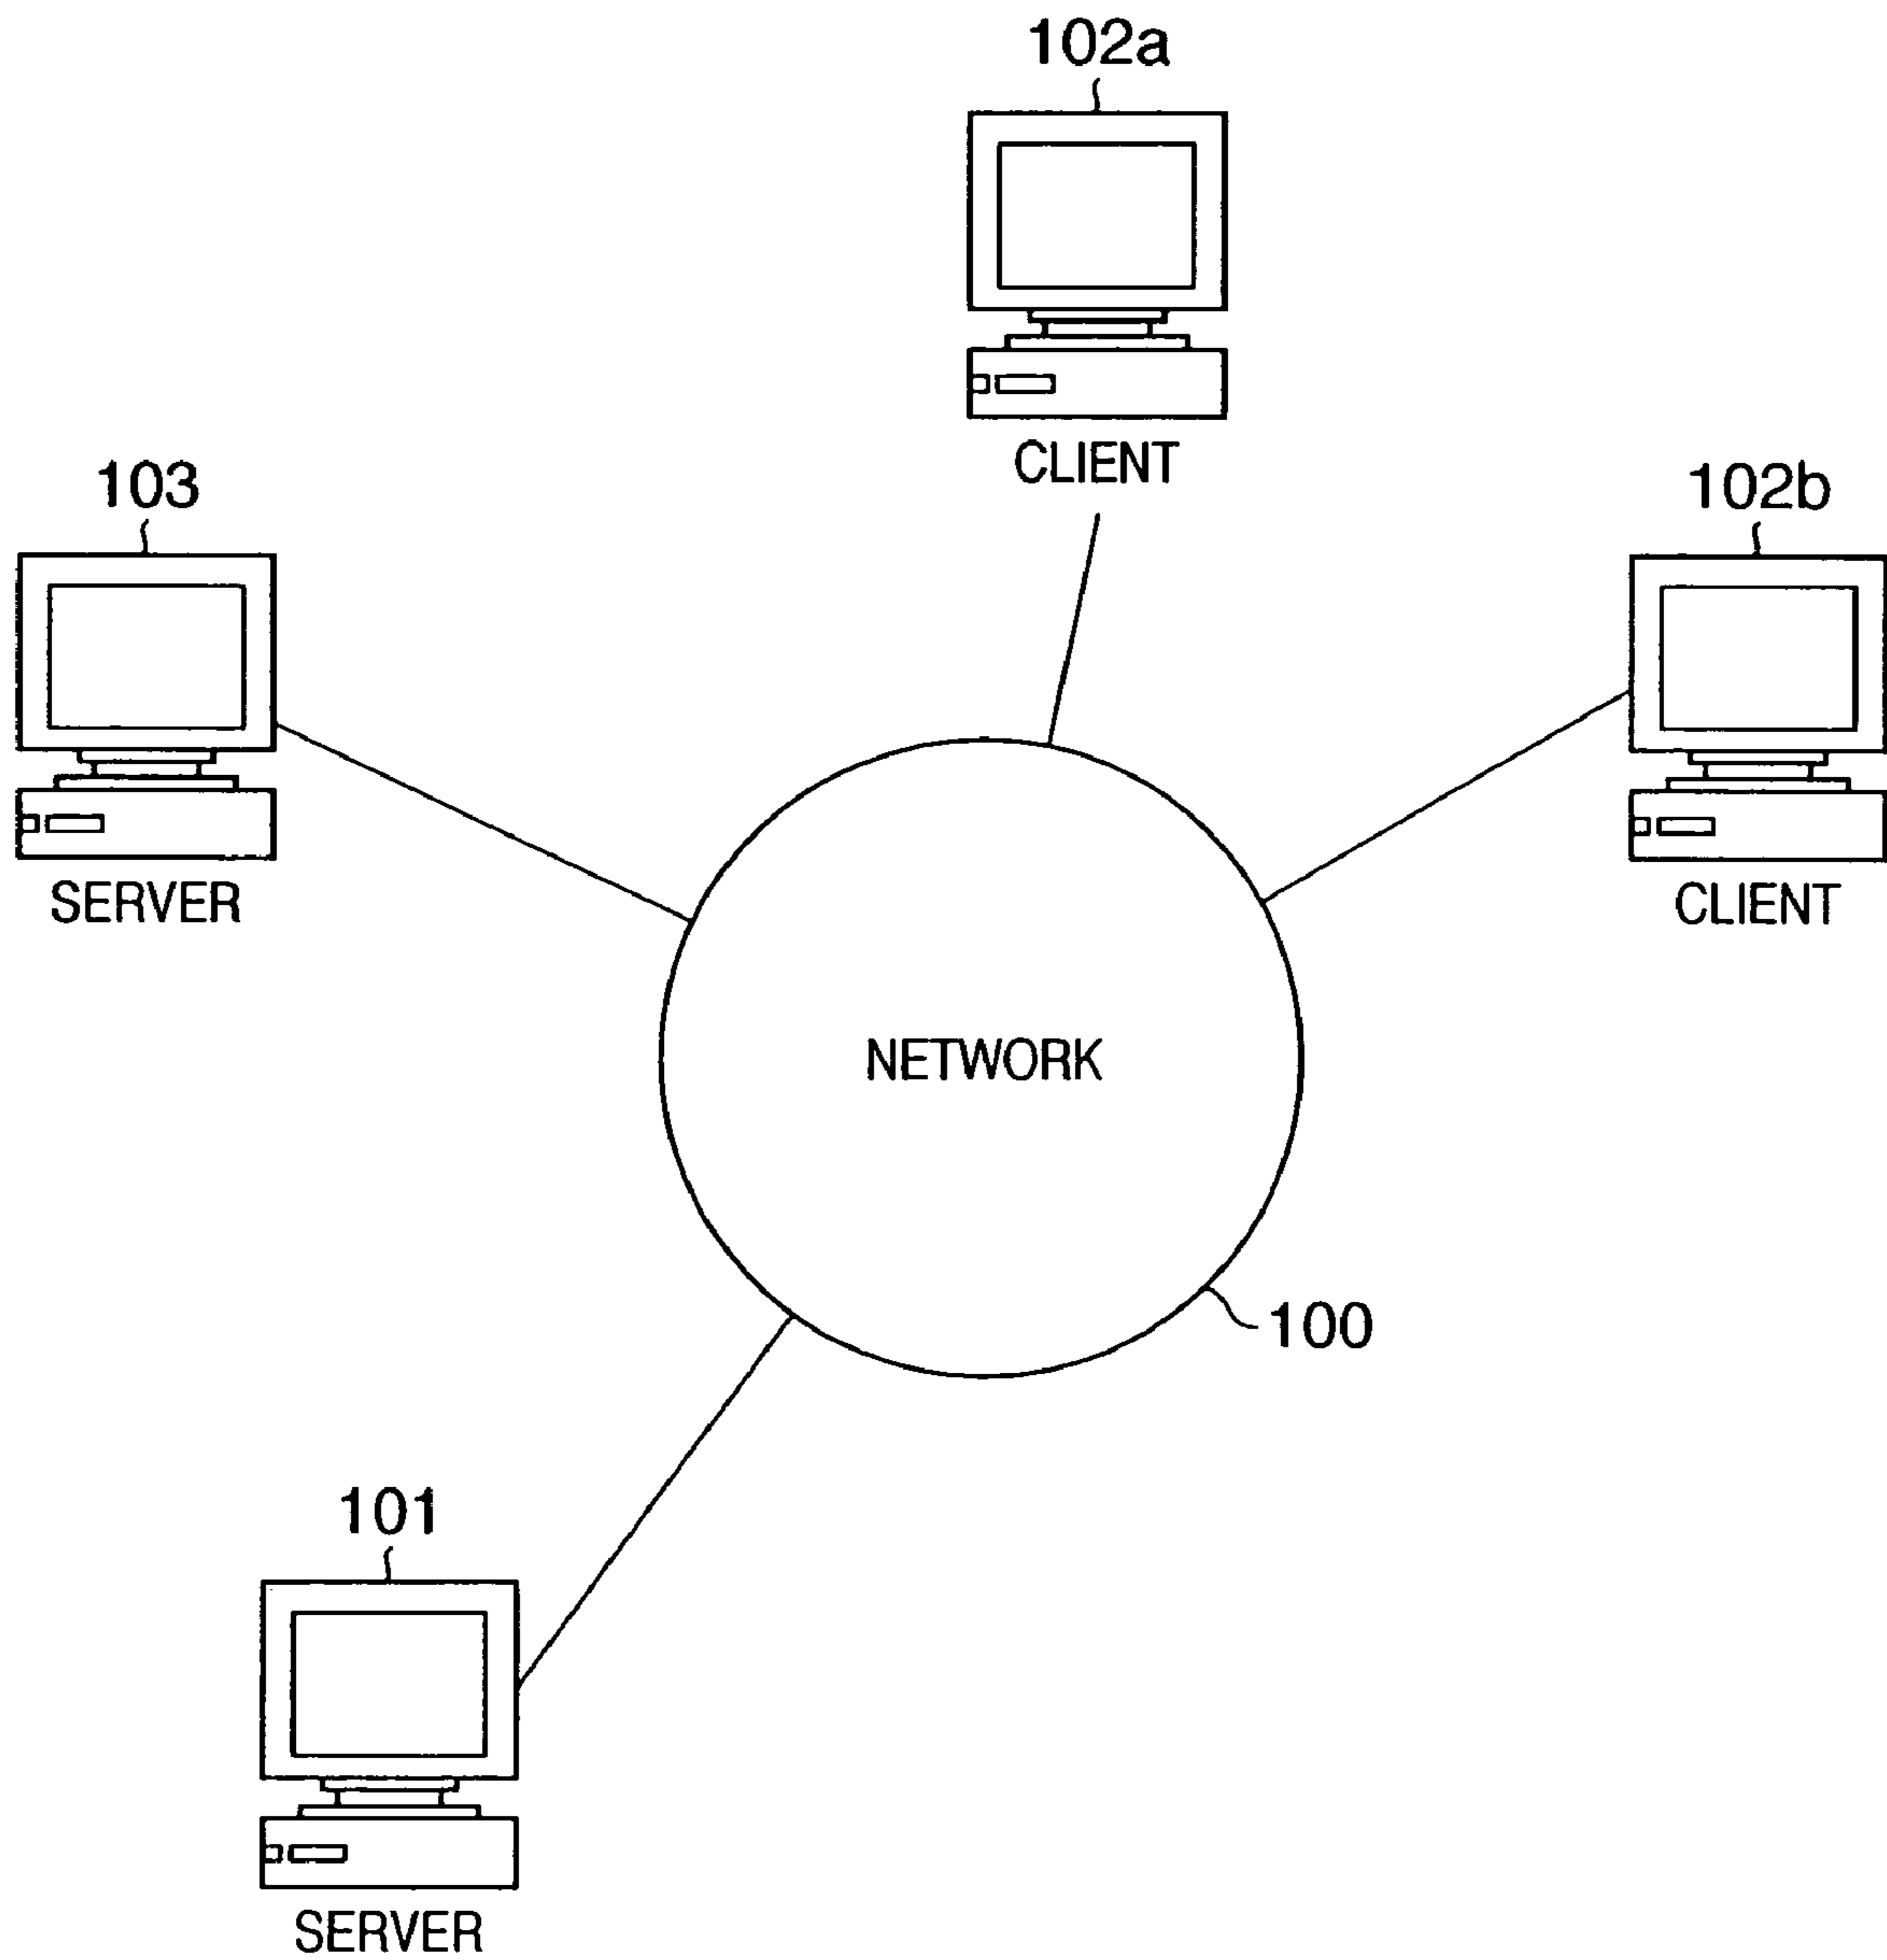 102a
CLIENT
103
SERVER
102b
CLIENT
NETWORK
100
101
SERVER